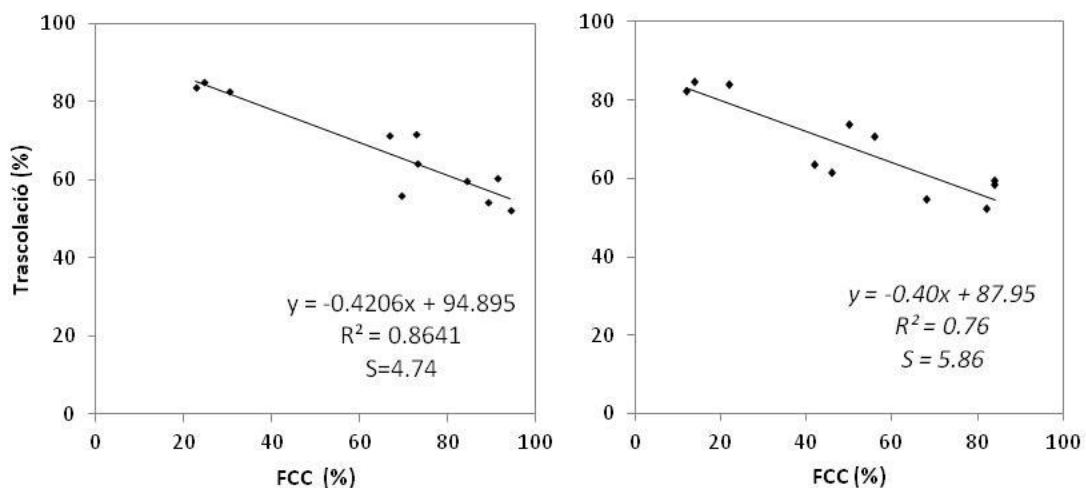 100
80
60
40
20
0
Trascolació (%)
y = -0.4206x + 94.895
R² = 0.8641
S=4.74
0 20 40 60 80 100
FCC (%)
100
80
60
40
20
0
y = -0.40x + 87.95
R² = 0.76
S = 5.86
0 20 40 60 80 100
FCC (%)